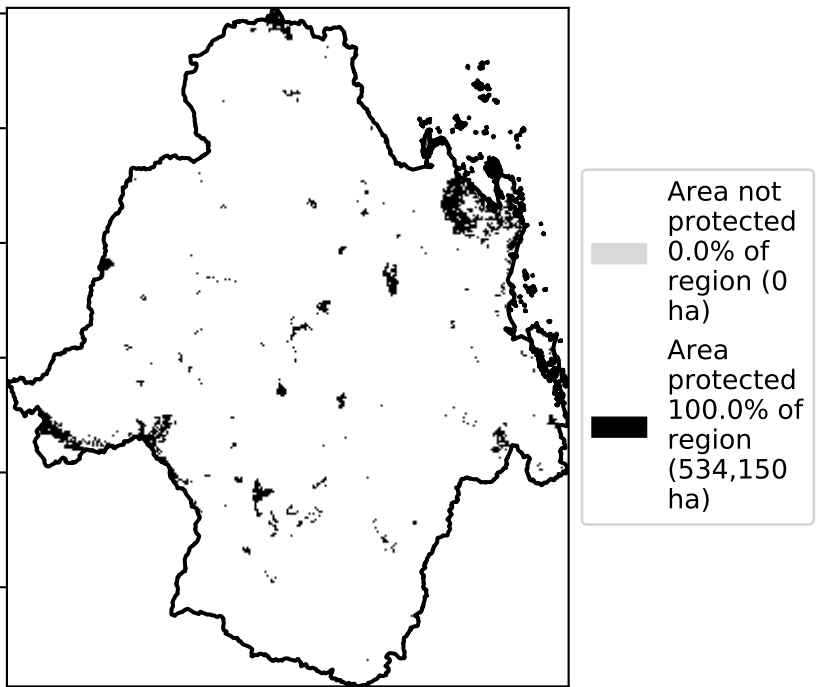 Area not
protected
0.0% of
region (0
ha)
Area
protected
100.0% of
region
(534,150
ha)